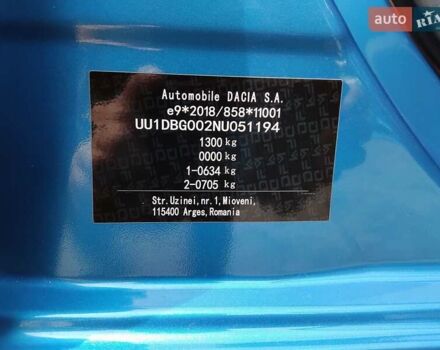 auto RIA
Automobile DACIA S.A.
e9*2018/858*11001
UU1DBG002NU051194
1300 kg
0000 kg
1-0634 kg
2-0705 kg
Str. Uzinei, nr. 1, Mioveni,
115400 Arges, Romania